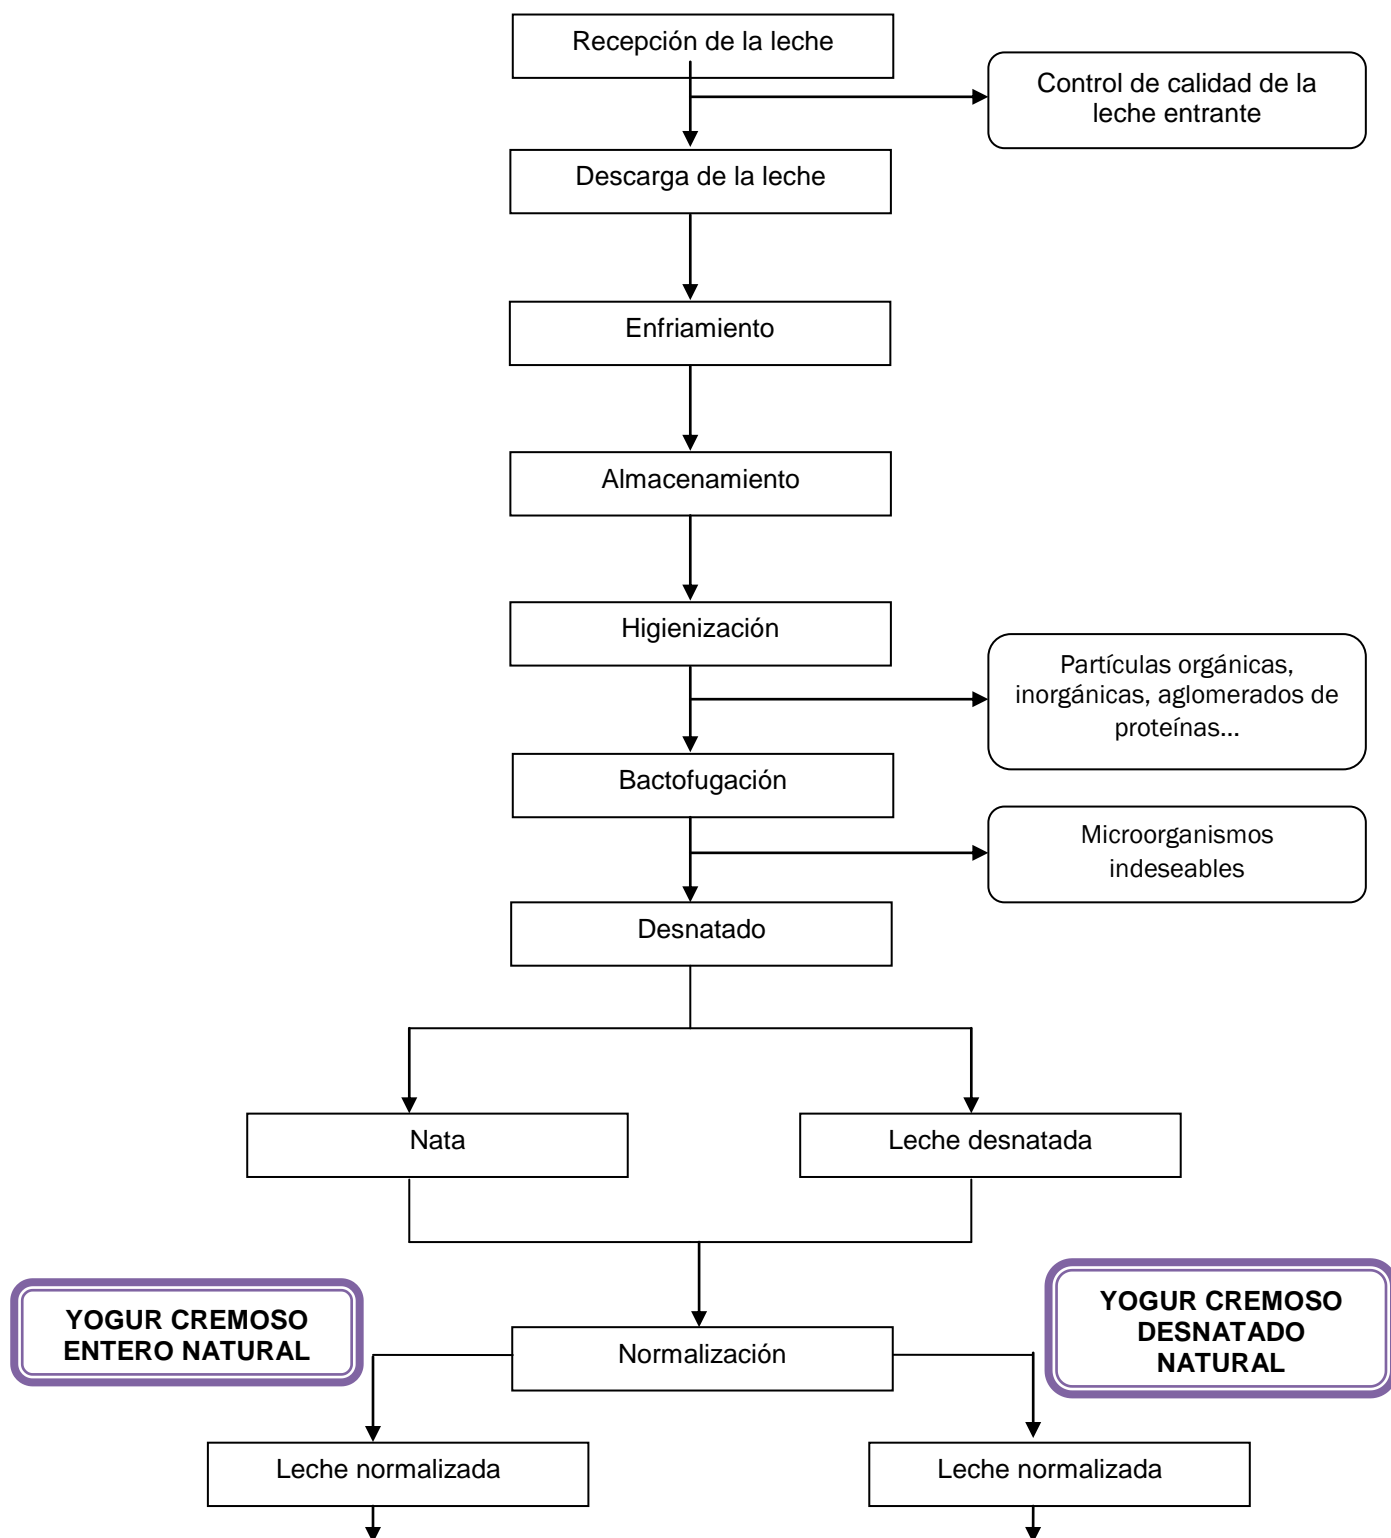 Recepción de la leche
Control de calidad de la
leche entrante
Descarga de la leche
Enfriamiento
Almacenamiento
Higienización
Partículas orgánicas,
inorgánicas, aglomerados de
proteínas...
Bactofugación
Microorganismos
indeseables
Desnatado
Nata
Leche desnatada
YOGUR CREMOSO
ENTERO NATURAL
YOGUR CREMOSO
DESNATADO
NATURAL
Normalización
Leche normalizada
Leche normalizada